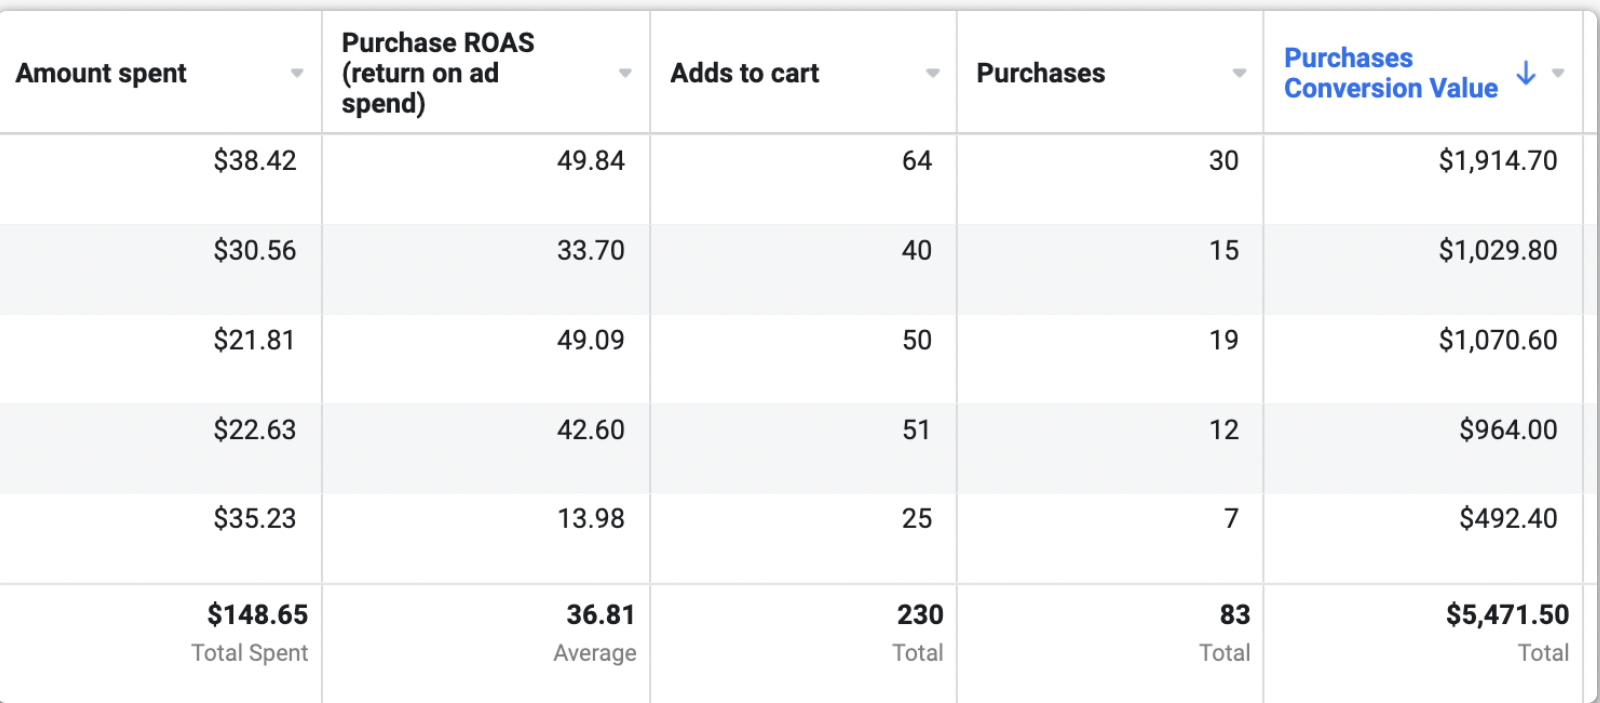 Amount spent
Purchase ROAS
(return on ad
spend)
Adds to cart
Purchases
Purchases
Conversion Value
$38.42 49.84 64 30 $1,914.70
$30.56 33.70 40 15 $1,029.80
$21.81 49.09 50 19 $1,070.60
$22.63 42.60 51 12 $964.00
$35.23 13.98 25 7 $492.40
$148.65 36.81 230 83 $5,471.50
Total Spent Average Total Total Total